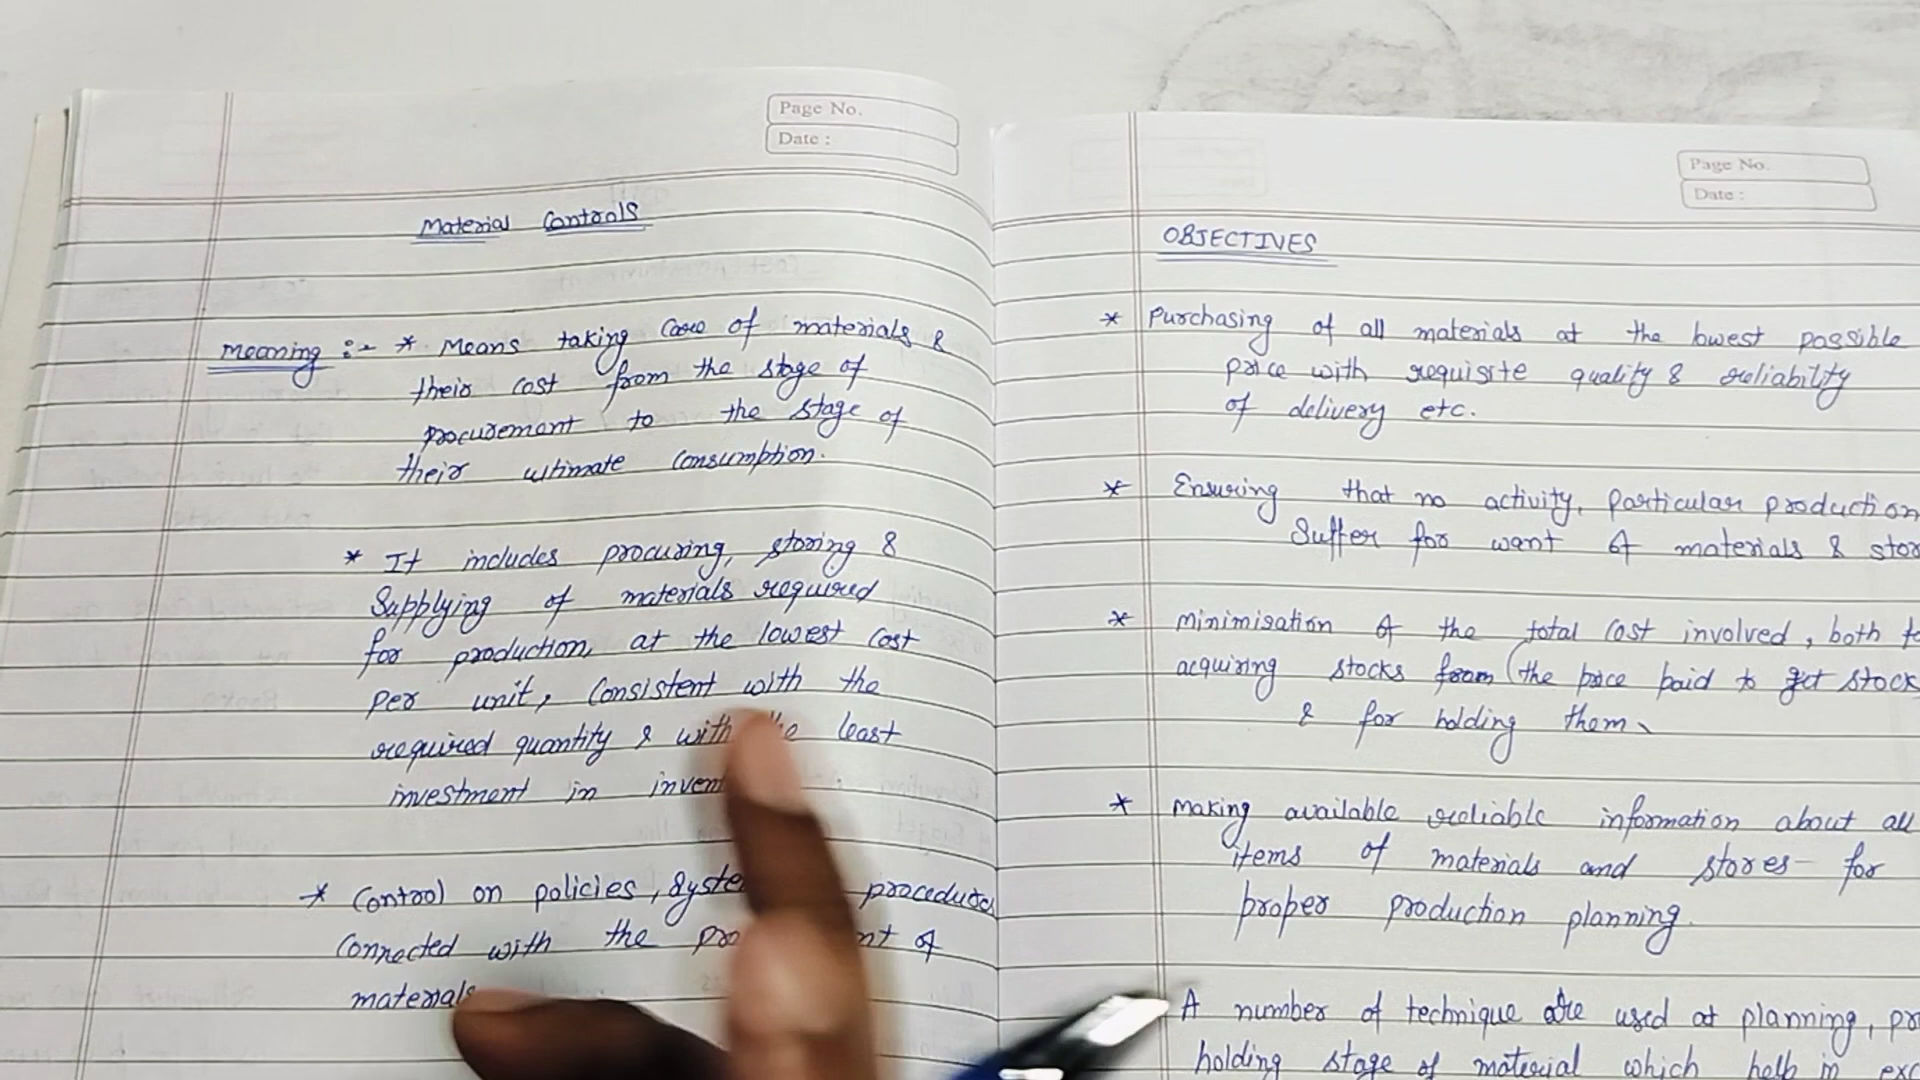 Page No.
Date :
Material Controls
Meaning :- * Means taking care of materials &
their cost from the stage of
procurement to the stage of
their ultimate consumption.
* It includes procuring, storing &
Supplying of materials required
for production, at the lowest cost
per unit, consistent with the
required quantity & with the least
investment in
* Control on policies, procedures
connected with the of
materials
Page No.
Date :
OBJECTIVES
* Purchasing of all materials at the lowest possible
price with requisite quality & reliability
of delivery etc.
* Ensuring that no activity, particular production
Suffer for want of materials &
* minimisation of the total cost involved, both
acquiring stocks from (the price paid to get stock
& for holding them
* Making available reliable information about all
items of materials and stores- for
proper production planning.
A number of technique are used at planning,
holding stage of material which help in